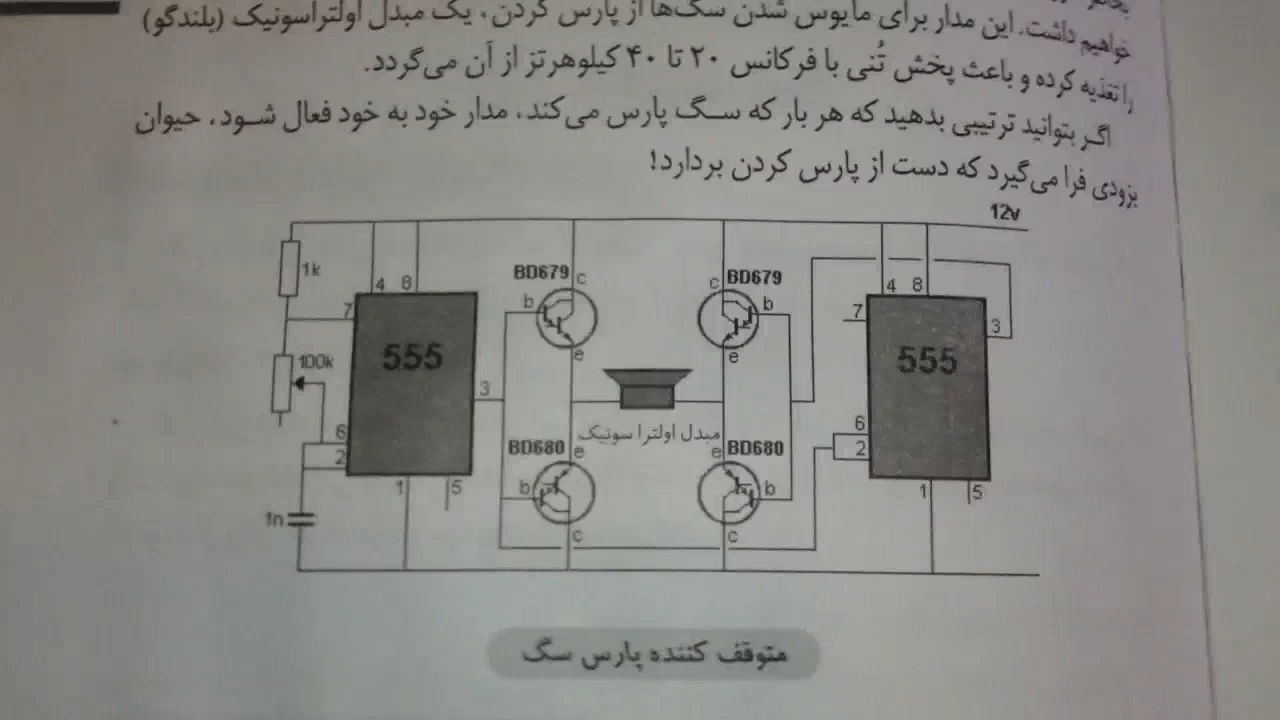 خواهیم داشت. این مدار برای مایوس شدن سگ‌ها از پارس کردن، یک مبدل اولتراسونیک (بلندگو)
را تغذیه کرده و باعث پخش تُنی با فرکانس ۲۰ تا ۴۰ کیلوهرتز از آن می‌گردد.
اگر بتوانید ترتیبی بدهید که هر بار که سگ پارس می‌کند، مدار خود به خود فعال شود، حیوان
بزودی فرا می‌گیرد که دست از پارس کردن بردارد!
12v
1k
4 8
BD679 c
c BD679
4 8
7
b
b
7
3
100k
555
e
e
555
3
6
2
BD680 e
مبدل اولترا سونیک
e BD680
6
2
1 5
b
b
1 5
1n
c
c
متوقف کننده پارس سگ